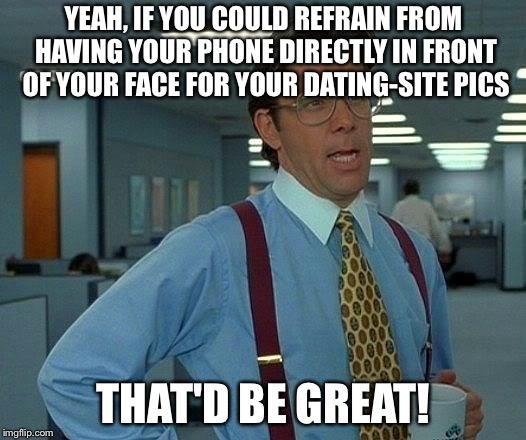 YEAH, IF YOU COULD REFRAIN FROM
HAVING YOUR PHONE DIRECTLY IN FRONT
OF YOUR FACE FOR YOUR DATING-SITE PICS
THAT'D BE GREAT!
imgflip.com